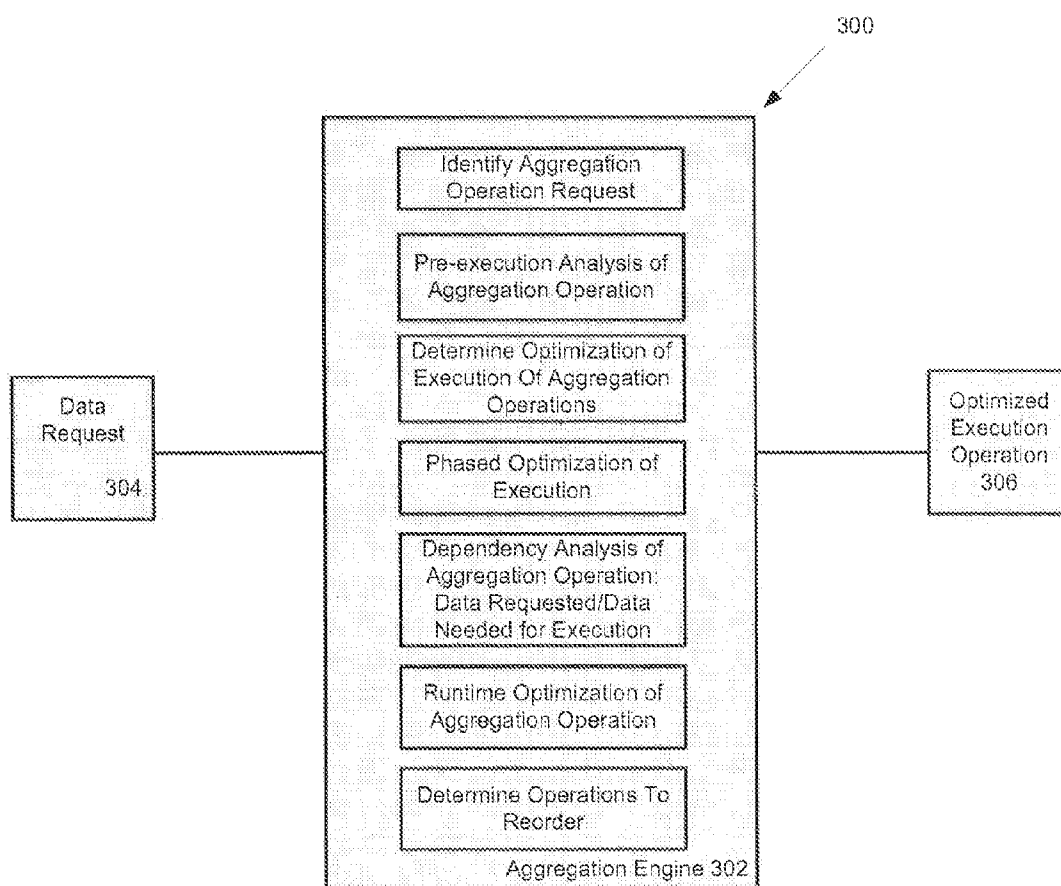 300
Identify Aggregation
Operation Request
Pre-execution Analysis of
Aggregation Operation
Determine Optimization of
Execution Of Aggregation
Operations
Phased Optimization of
Execution
Dependency Analysis of
Aggregation Operation:
Data Requested/Data
Needed for Execution
Runtime Optimization of
Aggregation Operation
Determine Operations To
Reorder
Aggregation Engine 302
Data
Request
304
Optimized
Execution
Operation
306